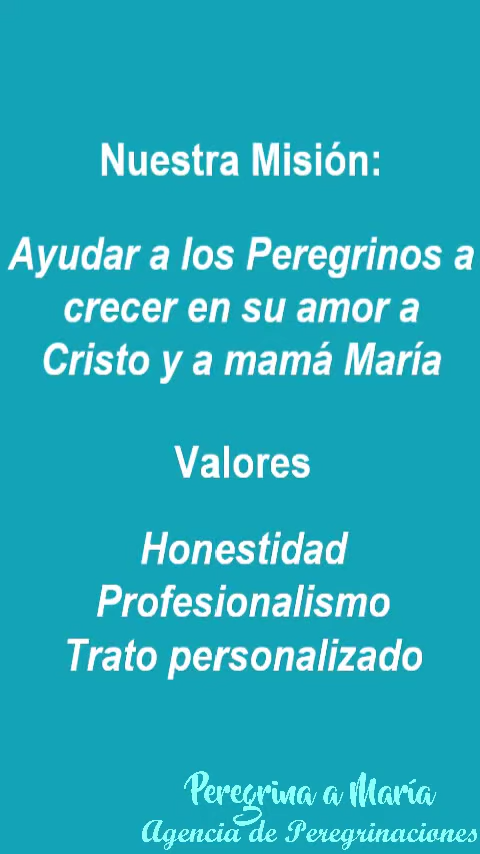 Nuestra Misión:
Ayudar a los Peregrinos a
crecer en su amor a
Cristo y a mamá María
Valores
Honestidad
Profesionalismo
Trato personalizado
Peregrina a María
Agencia de Peregrinaciones